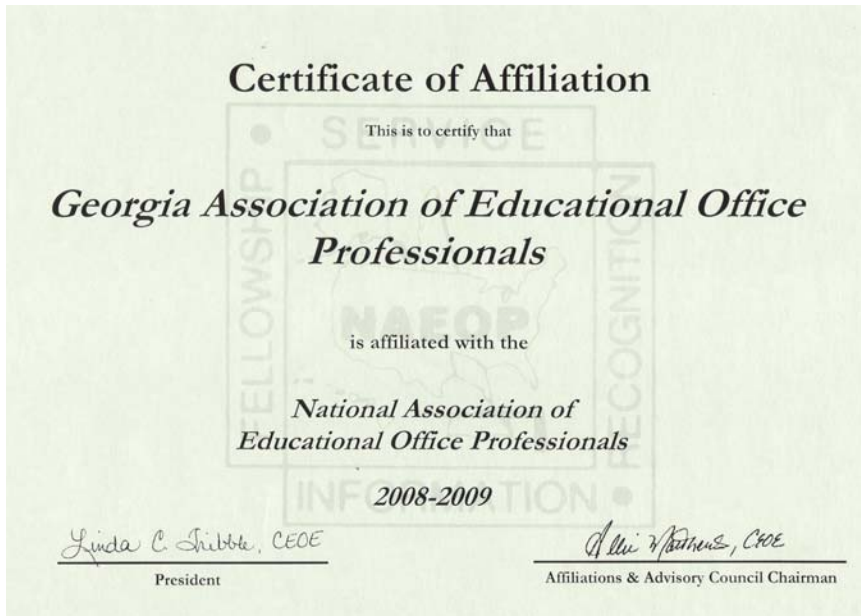 Certificate of Affiliation
SERVICE
This is to certify that
Georgia Association of Educational Office
Professionals
FELLOWSHIP
RECOGNITION
NAEOP
is affiliated with the
National Association of
Educational Office Professionals
2008-2009
INFORMATION
Linda C. Tribble, CEOE
President
Matthews, CEOE
Affiliations & Advisory Council Chairman